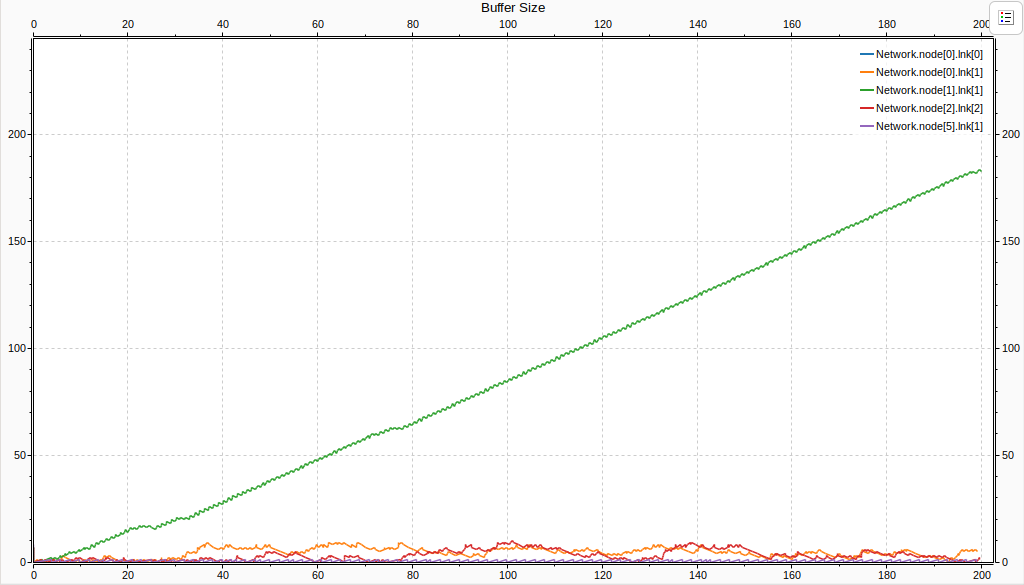 Buffer Size
0 20 40 60 80 100 120 140 160 180 200
Network.node[0].lnk[0]
Network.node[0].lnk[1]
Network.node[1].lnk[1]
Network.node[2].lnk[2]
Network.node[5].lnk[1]
200 200
150 150
100 100
50 50
0 0
0 20 40 60 80 100 120 140 160 180 200